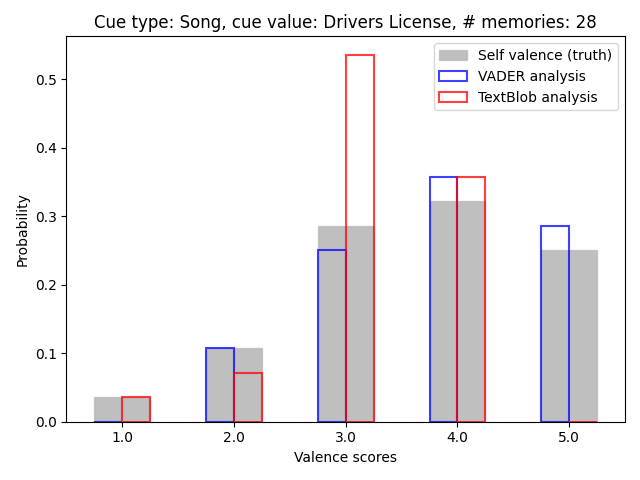 Cue type: Song, cue value: Drivers License, # memories: 28
Self valence (truth)
VADER analysis
TextBlob analysis
Probability
0.5
0.4
0.3
0.2
0.1
0.0
1.0 2.0 3.0 4.0 5.0
Valence scores